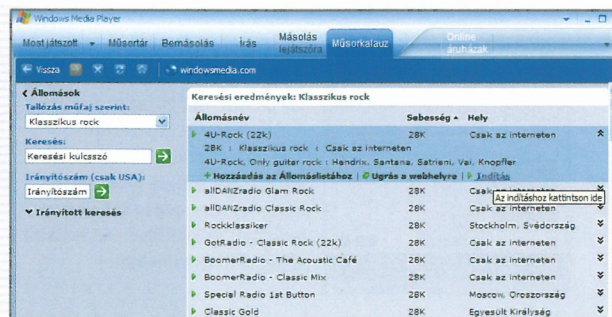 Windows Media Player
Most játszott Műsortár Bemásolás Írás Másolás lejátszóra Műsorkalauz Online áruházak
Vissza windowsmedia.com
Állomások
Tallózás műfaj szerint:
Klasszikus rock
Keresés:
Keresési kulcsszó
Irányítószám (csak USA):
Irányítószám
Irányított keresés
Keresési eredmények: Klasszikus rock
Állomásnév Sebesség Hely
4U-Rock (22k) 28K Csak az interneten
28K : Klasszikus rock : Csak az interneten
4U-Rock, Only guitar rock : Hendrix, Santana, Satriani, Vai, Knopfler
Hozzáadás az Állomáslistához | Ugrás a webhelyre | Indítás
allDANZradio Glam Rock 28K Csak az interneten
Az indításhoz kattintson ide
allDANZradio Classic Rock 28K Csak az interneten
Rockklassiker 28K Stockholm, Svédország
GotRadio - Classic Rock (22k) 28K Csak az interneten
BoomerRadio - The Acoustic Café 28K Csak az interneten
BoomerRadio - Classic Mix 28K Csak az interneten
Special Radio 1st Button 28K Moscow, Oroszország
Classic Gold 28K Egyesült Királyság